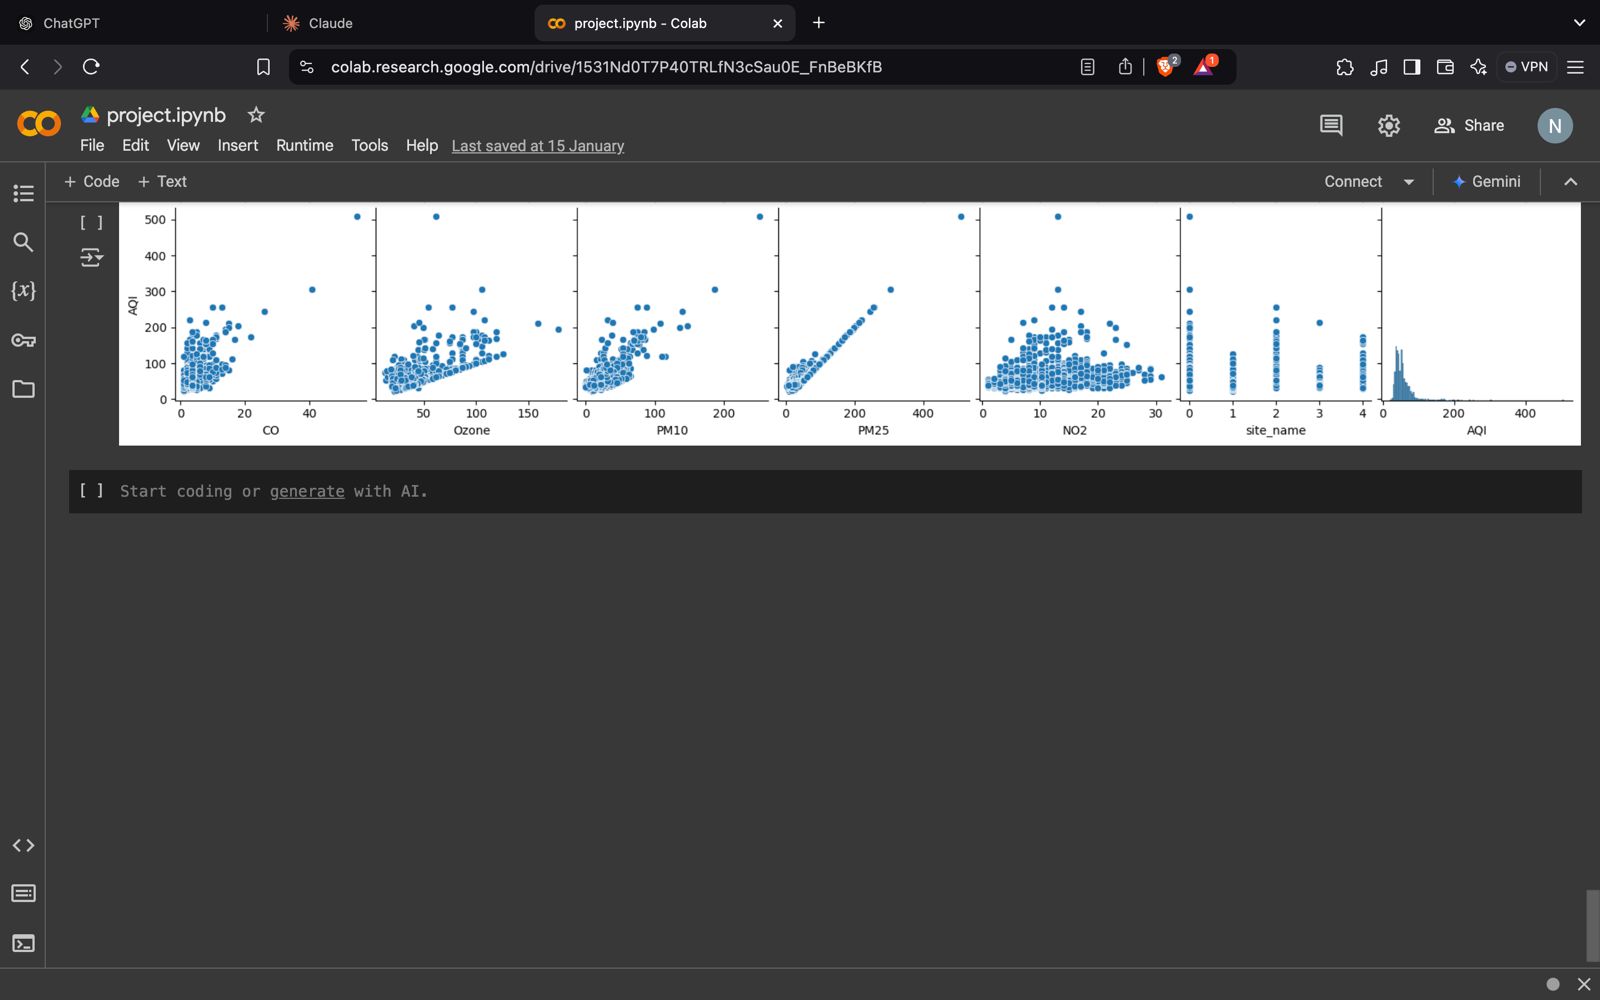 ChatGPT
Claude
project.ipynb - Colab
colab.research.google.com/drive/1531Nd0T7P40TRLfN3cSau0E_FnBeBKfB
2
1
VPN
project.ipynb
File Edit View Insert Runtime Tools Help Last saved at 15 January
Share
N
+ Code + Text
Connect
Gemini
[ ]
{x}
AQI
500
400
300
200
100
0
0 20 40
50 100 150
0 100 200
0 200 400
0 10 20 30
0 1 2 3 4
0 200 400
CO
Ozone
PM10
PM25
NO2
site_name
AQI
[ ] Start coding or generate with AI.